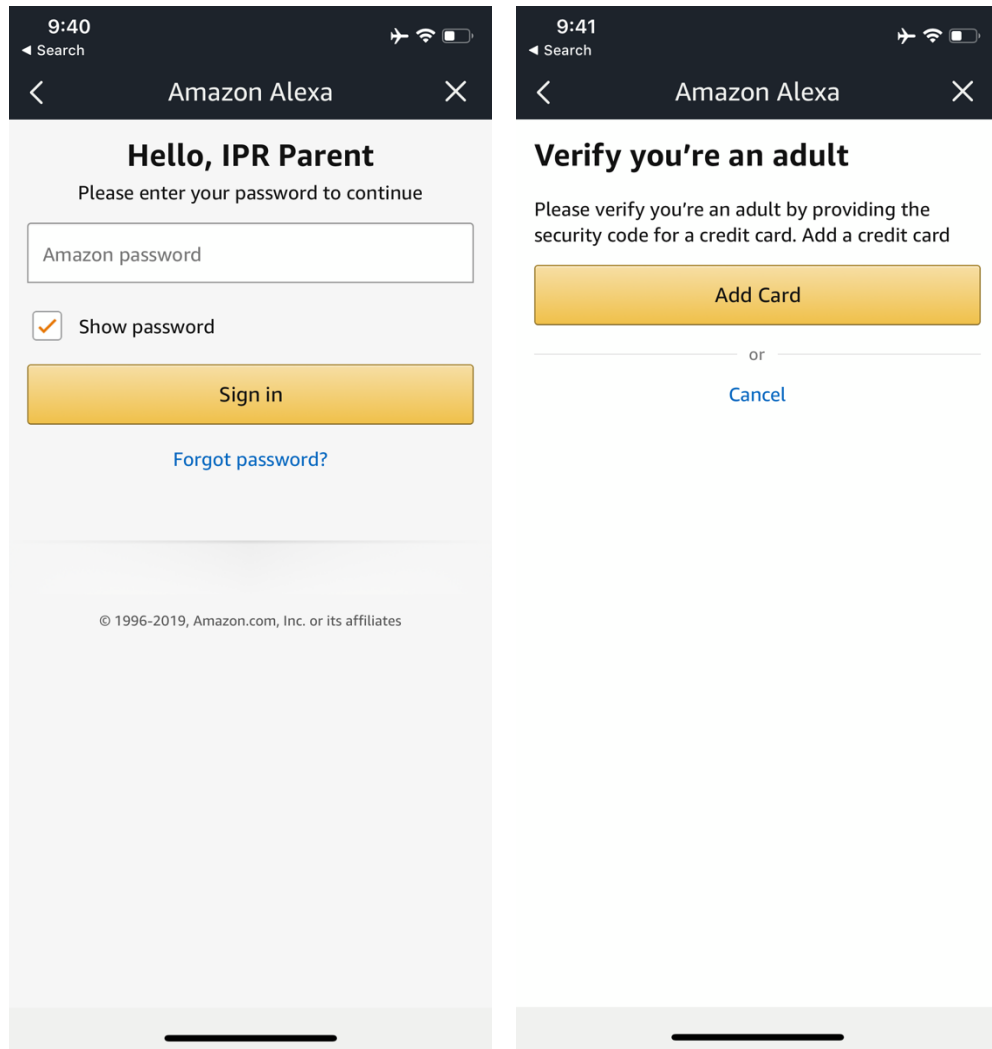 9:40
◀ Search
Amazon Alexa
Hello, IPR Parent
Please enter your password to continue
Amazon password
Show password
Sign in
Forgot password?
© 1996-2019, Amazon.com, Inc. or its affiliates
9:41
◀ Search
Amazon Alexa
Verify you’re an adult
Please verify you’re an adult by providing the
security code for a credit card. Add a credit card
Add Card
or
Cancel